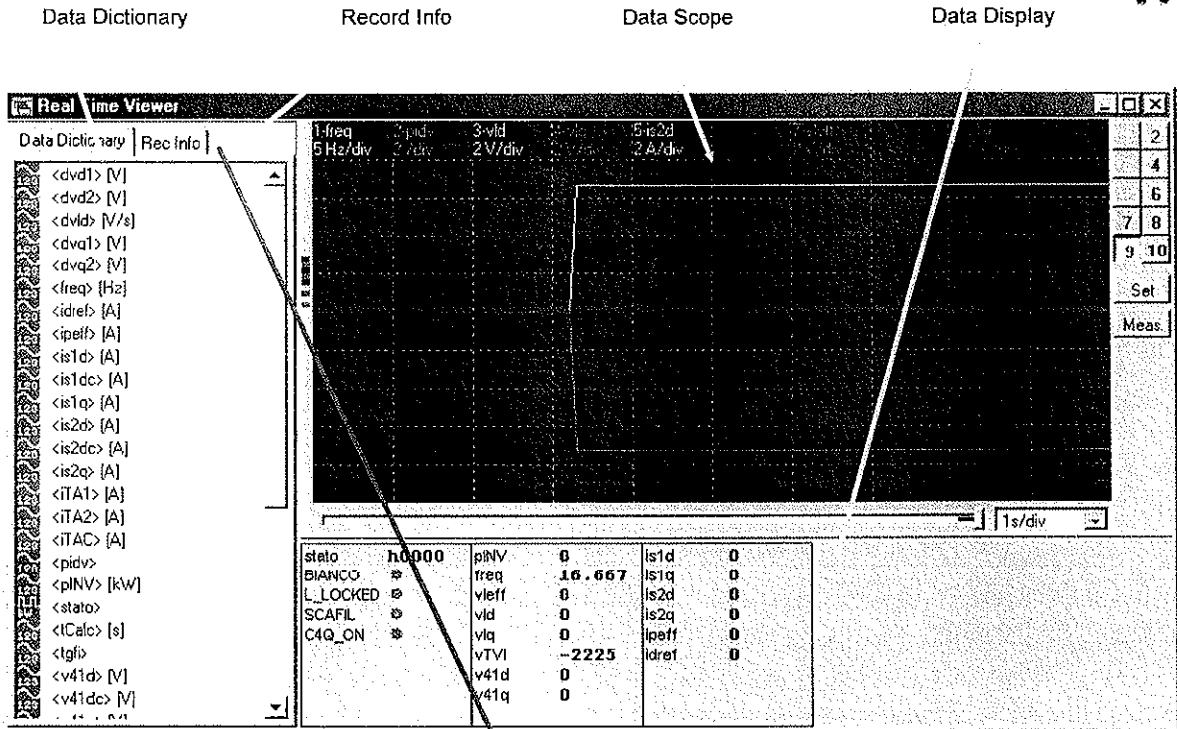 Data Dictionary Record Info Data Scope Data Display
Real Time Viewer
Data Dictionary Rec Info
<dvd1> [V]
<dvd2> [V]
<dvld> [V/s]
<dvq1> [V]
<dvq2> [V]
<freq> [Hz]
<idref> [A]
<ipeff> [A]
<is1d> [A]
<is1dc> [A]
<is1q> [A]
<is2d> [A]
<is2dc> [A]
<is2q> [A]
<iTA1> [A]
<iTA2> [A]
<iTAC> [A]
<pidv>
<pINV> [kW]
<stato>
<tCalc> [s]
<tgfi>
<v41d> [V]
<v41dc> [V]
1-freq 3-vld 5-is2d
5 Hz/div 2 V/div 2 A/div
2
4
6
7 8
9 10
Set
Meas.
1s/div
stato h0000
BIANCO
L_LOCKED
SCAFIL
C4Q_ON
pINV 0
freq 16.667
vleff 0
vld 0
vlq 0
vTVI -2225
v41d 0
v41q 0
is1d 0
is1q 0
is2d 0
is2q 0
ipeff 0
idref 0